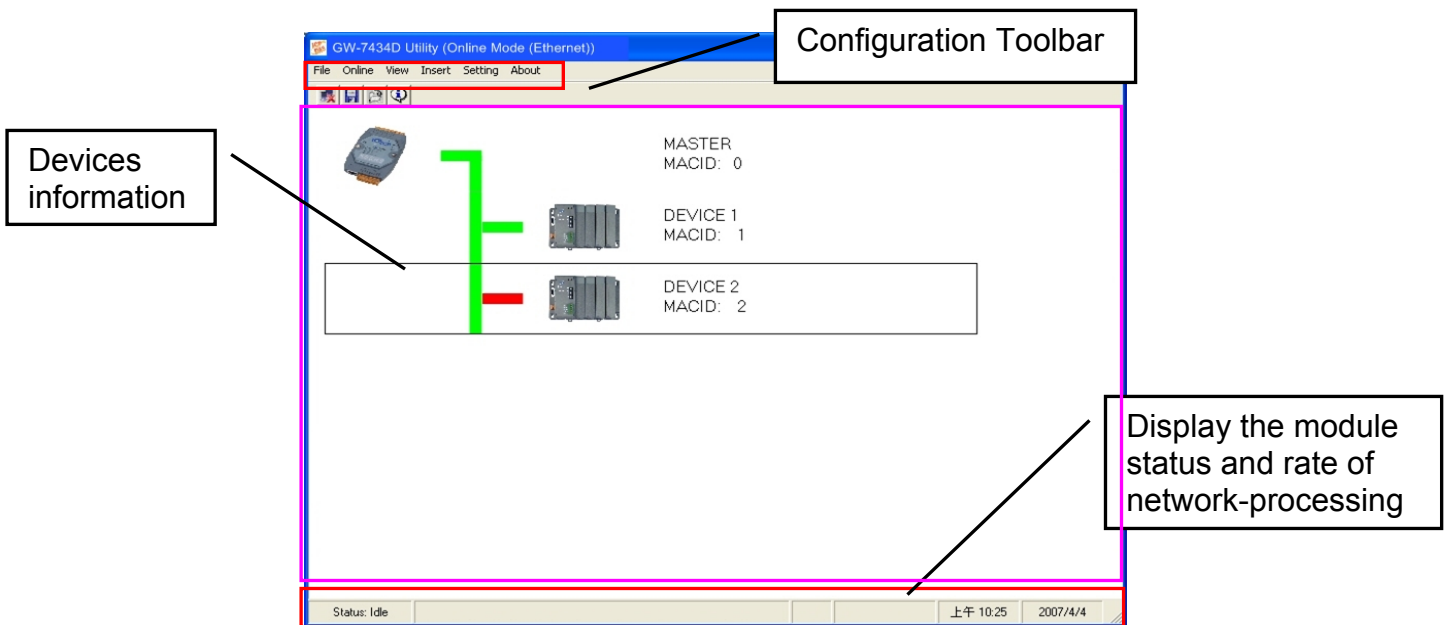 Configuration Toolbar
GW-7434D Utility (Online Mode (Ethernet))
File Online View Insert Setting About
Devices
information
MASTER
MACID: 0
DEVICE 1
MACID: 1
DEVICE 2
MACID: 2
Display the module
status and rate of
network-processing
Status: Idle
上午 10:25
2007/4/4